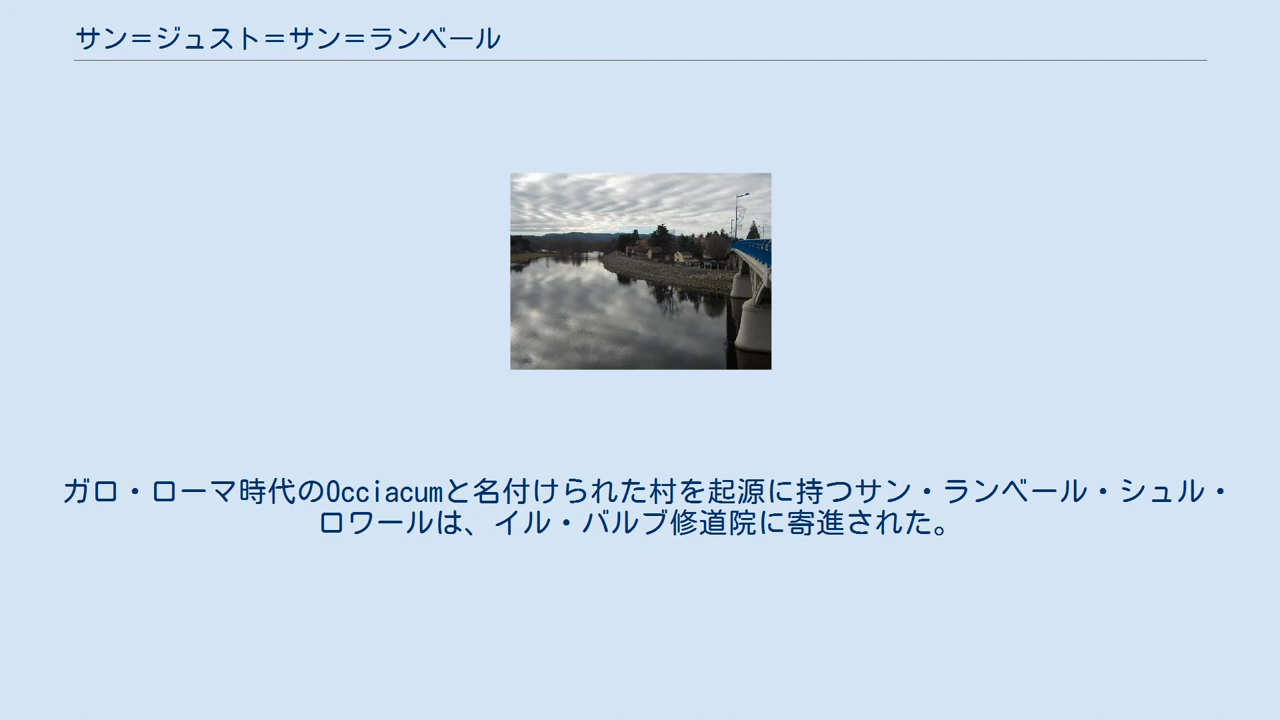 サン＝ジュスト＝サン＝ランベール
ガロ・ローマ時代のOcciacumと名付けられた村を起源に持つサン・ランベール・シュル・
ロワールは、イル・バルブ修道院に寄進された。